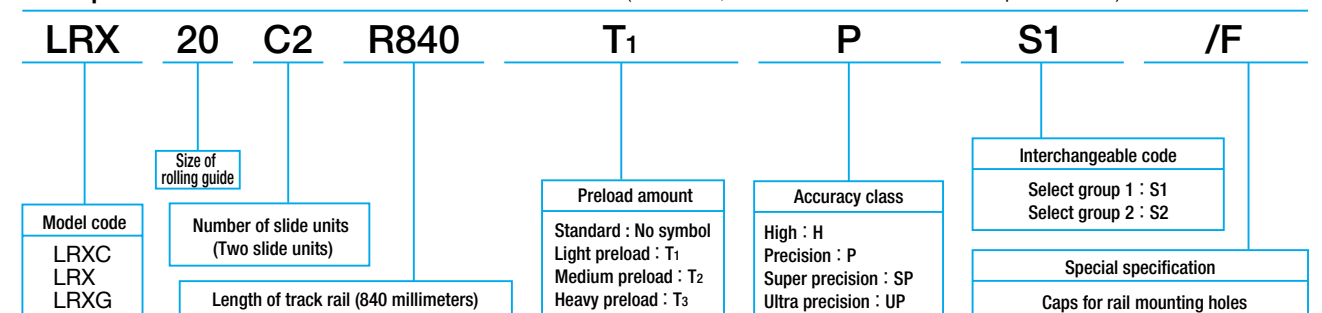 LRX 20 C2 R840 T₁ P S1 /F
Size of
rolling guide
Interchangeable code
Select group 1 : S1
Select group 2 : S2
Model code
LRXC
LRX
LRXG
Number of slide units
(Two slide units)
Length of track rail (840 millimeters)
Preload amount
Standard : No symbol
Light preload : T₁
Medium preload : T₂
Heavy preload : T₃
Accuracy class
High : H
Precision : P
Super precision : SP
Ultra precision : UP
Special specification
Caps for rail mounting holes